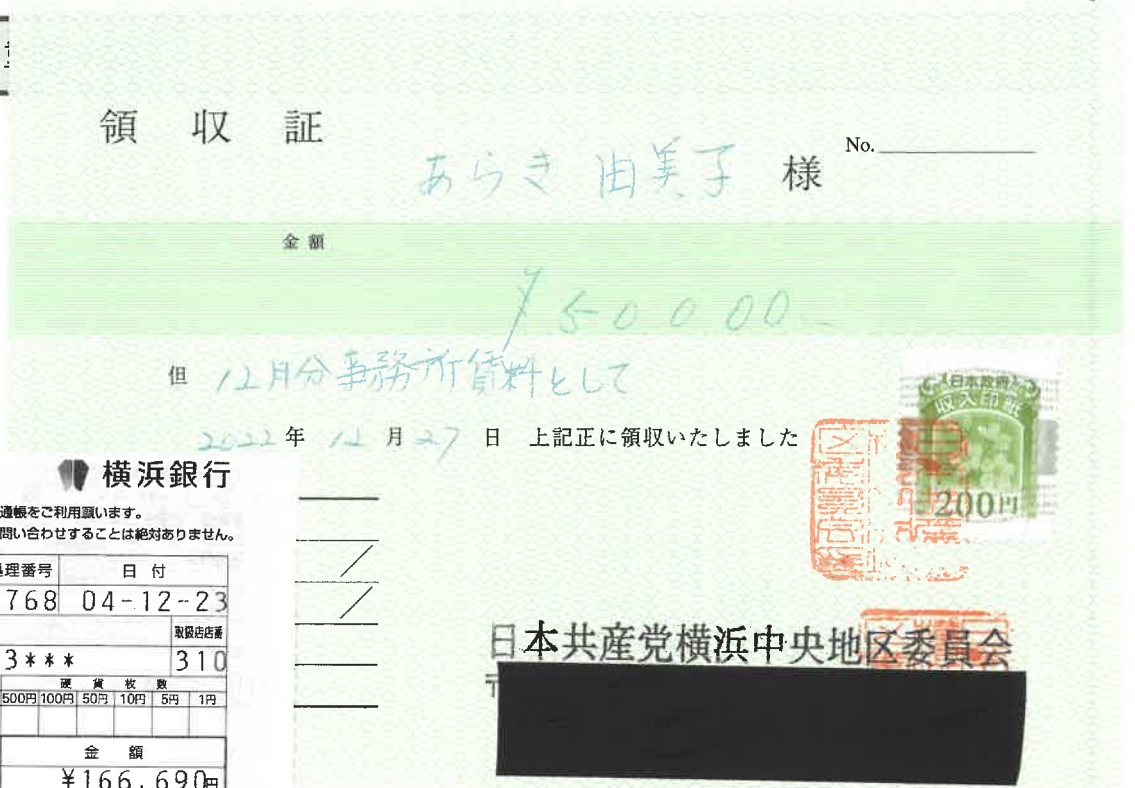 領 収 証
あらき 由美子 様
No.
金 額
¥50000.-
但 12月分事務所賃料として
2022年 12月27日 上記正に領収いたしました
日本政府
収入印紙
200円
日本共産党横浜中央地区委員会
〒
横浜銀行
通帳をご利用願います。
問い合わせすることは絶対ありません。
理番号 日 付
768 04-12-23
取扱店店番
3*** 310
硬 貨 枚 数
500円 100円 50円 10円 5円 1円
金 額
¥166,690円